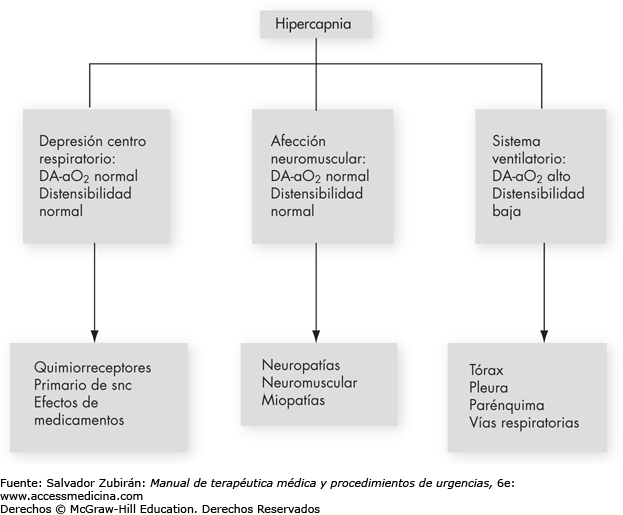 Hipercapnia
Depresión centro
respiratorio:
DA-aO₂ normal
Distensibilidad
normal
Afección
neuromuscular:
DA-aO₂ normal
Distensibilidad
normal
Sistema
ventilatorio:
DA-aO₂ alto
Distensibilidad
baja
Quimiorreceptores
Primario de snc
Efectos de
medicamentos
Neuropatías
Neuromuscular
Miopatías
Tórax
Pleura
Parénquima
Vías respiratorias
Fuente: Salvador Zubirán: Manual de terapéutica médica y procedimientos de urgencias, 6e:
www.accessmedicina.com
Derechos © McGraw-Hill Education. Derechos Reservados